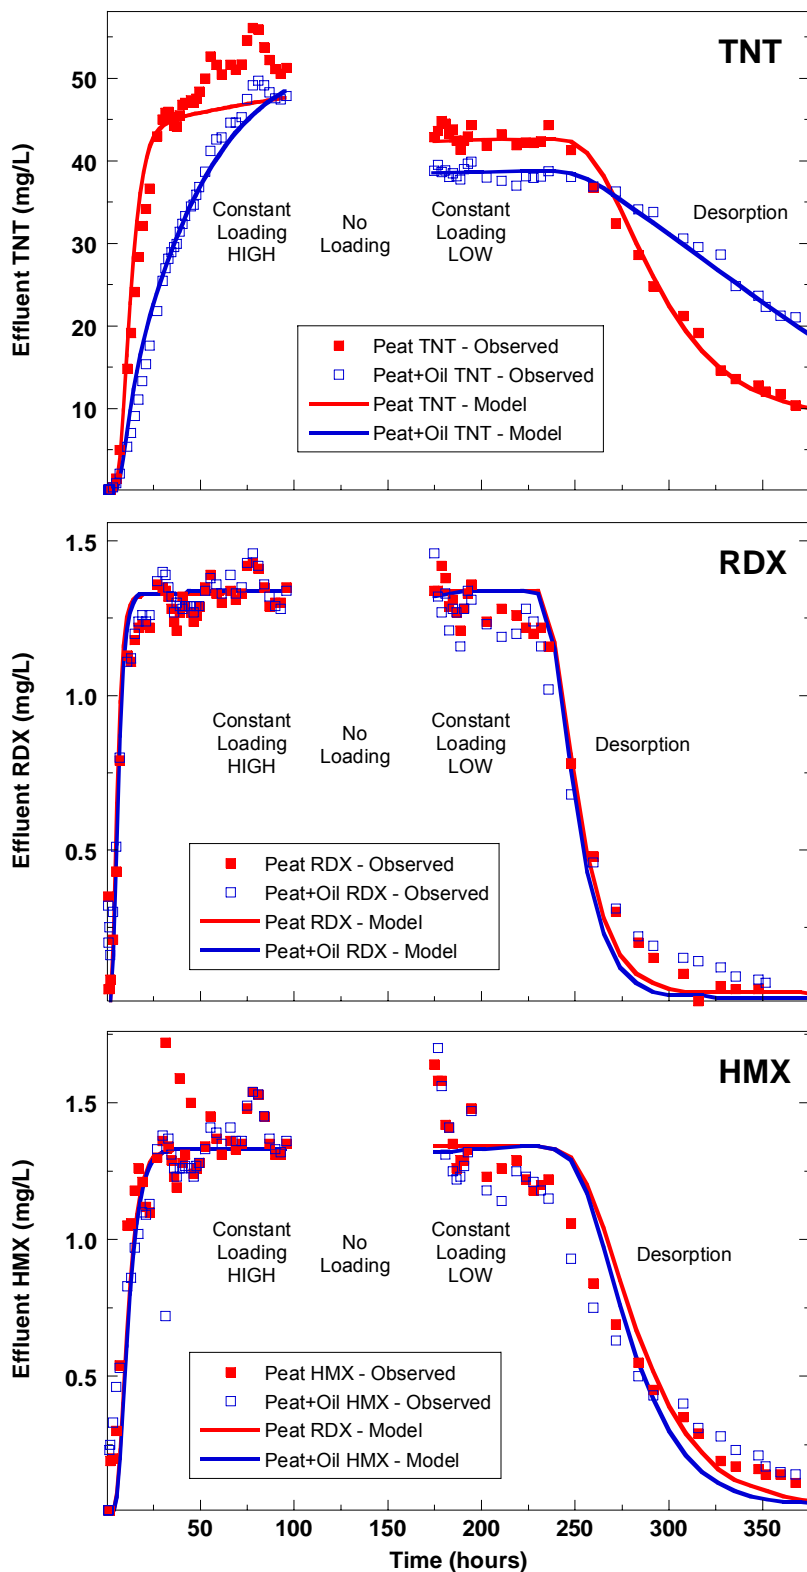 TNT
50
40
30
20
10
Effluent TNT (mg/L)
Constant
Loading
HIGH
No
Loading
Constant
Loading
LOW
Desorption
Peat TNT - Observed
Peat+Oil TNT - Observed
Peat TNT - Model
Peat+Oil TNT - Model
RDX
1.5
1.0
0.5
Effluent RDX (mg/L)
Constant
Loading
HIGH
No
Loading
Constant
Loading
LOW
Desorption
Peat RDX - Observed
Peat+Oil RDX - Observed
Peat RDX - Model
Peat+Oil RDX - Model
HMX
1.5
1.0
0.5
Effluent HMX (mg/L)
Constant
Loading
HIGH
No
Loading
Constant
Loading
LOW
Desorption
Peat HMX - Observed
Peat+Oil HMX - Observed
Peat RDX - Model
Peat+Oil HMX - Model
50 100 150 200 250 300 350
Time (hours)